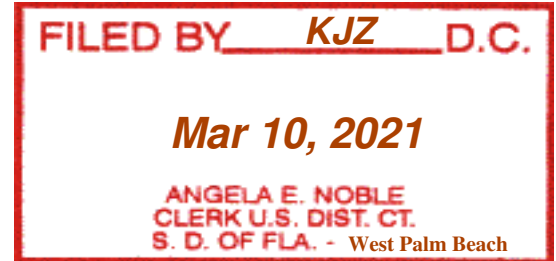 FILED BY KJZ D.C.
Mar 10, 2021
ANGELA E. NOBLE
CLERK U.S. DIST. CT.
S. D. OF FLA. - West Palm Beach